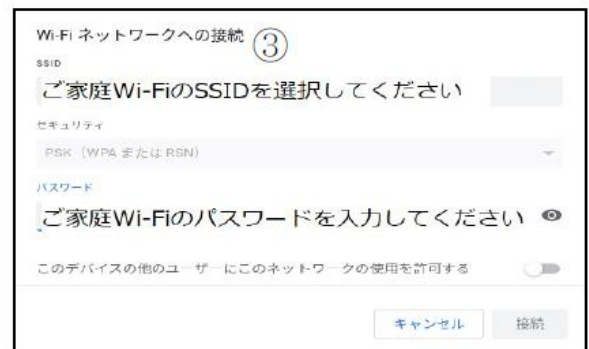 Wi-Fi ネットワークへの接続 ③
SSID
ご家庭Wi-FiのSSIDを選択してください
セキュリティ
PSK（WPA または RSN）
パスワード
ご家庭Wi-Fiのパスワードを入力してください
このデバイスの他のユーザーにこのネットワークの使用を許可する
キャンセル 接続